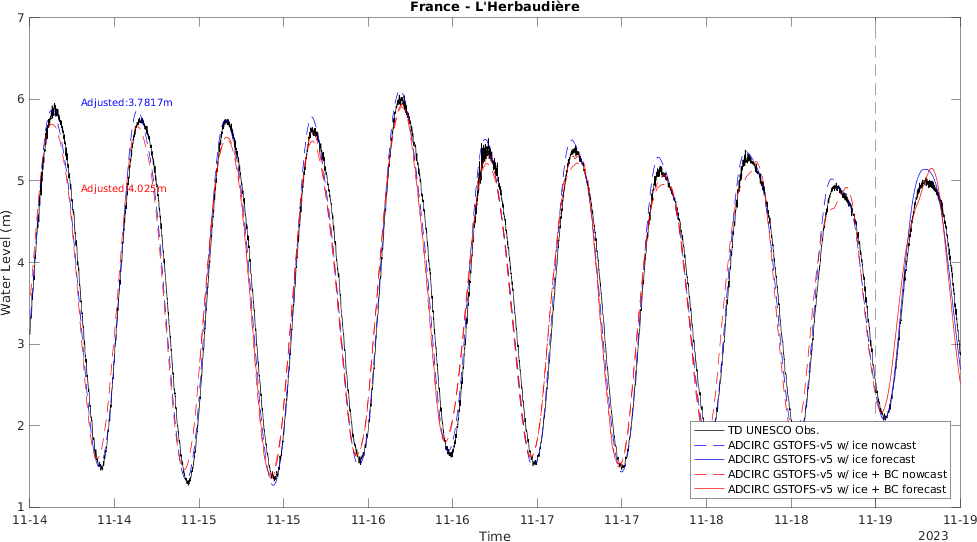 France - L'Herbaudière
7
6
5
4
3
2
1
Water Level (m)
Adjusted:3.7817m
Adjusted:4.025m
TD UNESCO Obs.
ADCIRC GSTOFS-v5 w/ ice nowcast
ADCIRC GSTOFS-v5 w/ ice forecast
ADCIRC GSTOFS-v5 w/ ice + BC nowcast
ADCIRC GSTOFS-v5 w/ ice + BC forecast
11-14 11-14 11-15 11-15 11-16 11-16 11-17 11-17 11-18 11-18 11-19 11-19
Time
2023